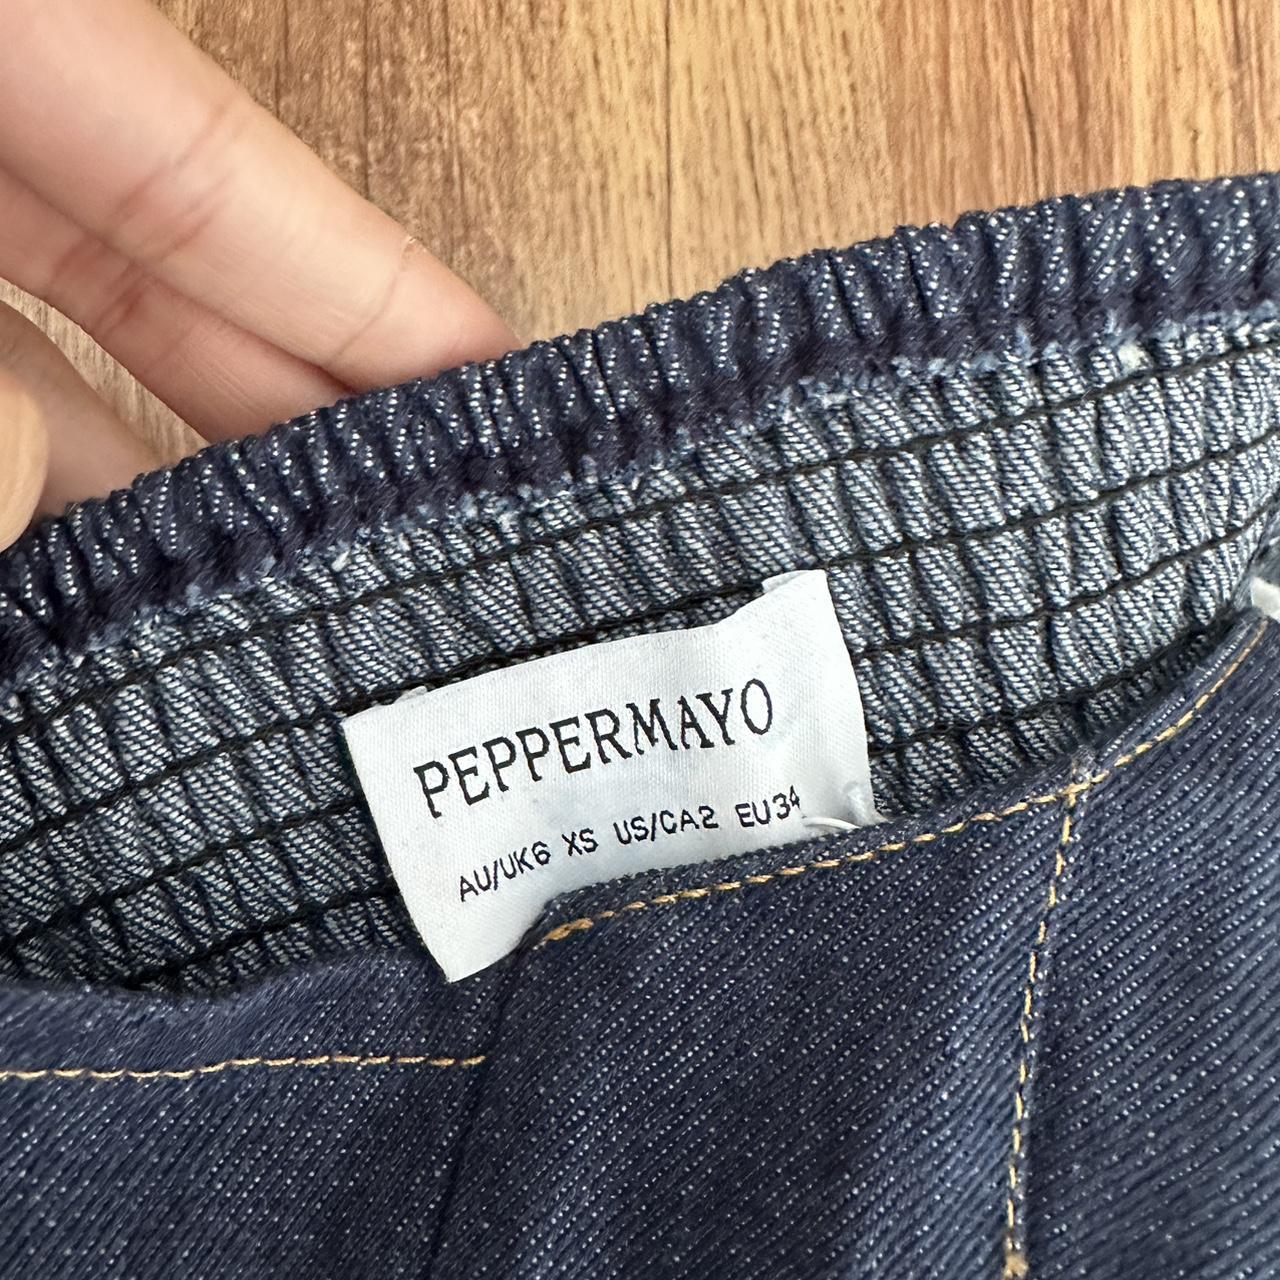 PEPPERMAYO
AU/UK6 XS US/CA2 EU34